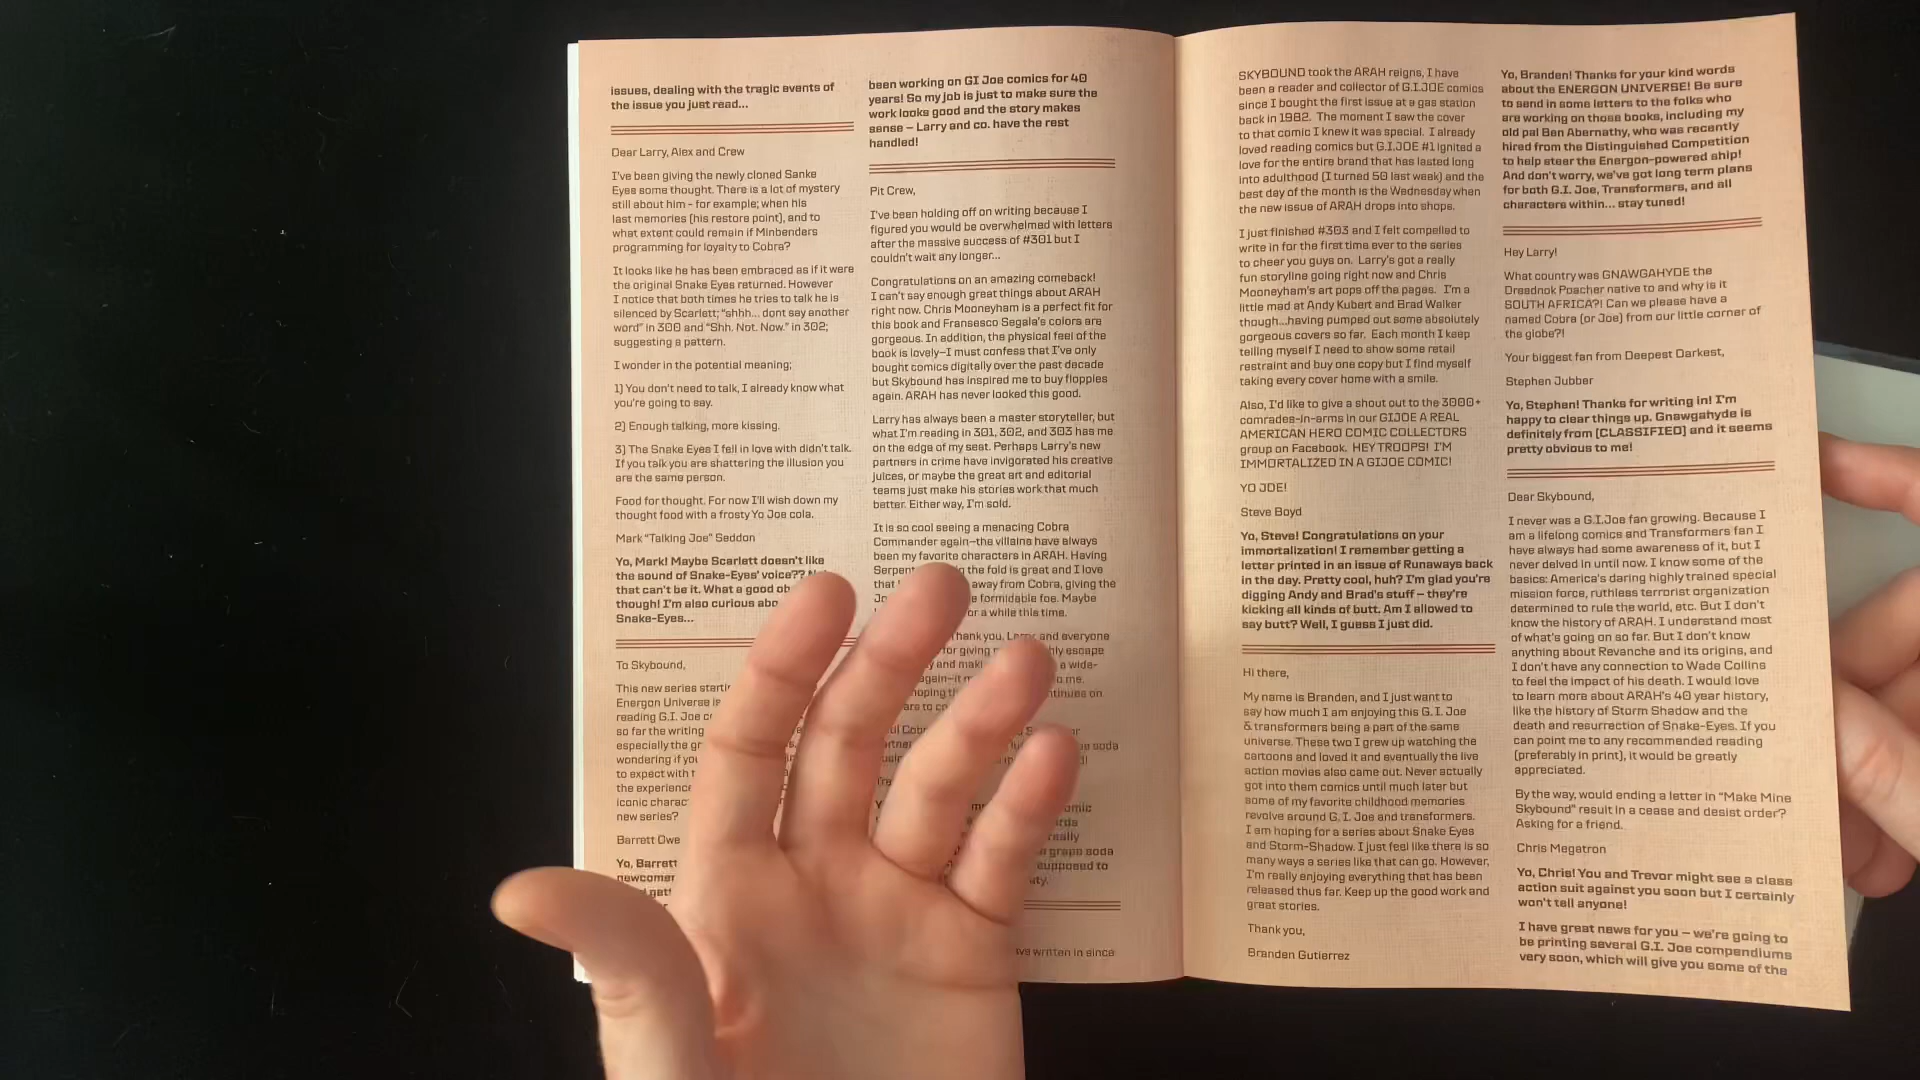 issues, dealing with the tragic events of
the issue you just read...
Dear Larry, Alex and Crew
I've been giving the newly cloned Sanke
Eyes some thought. There is a lot of mystery
still about him - for example; when his
last memories (his restore point), and to
what extent could remain if Minbenders
programming for loyalty to Cobra?
It looks like he has been embraced as if it were
the original Snake Eyes returned. However
I notice that both times he tries to talk he is
silenced by Scarlett; "shhh... dont say another
word" in 300 and "Shh. Not. Now." in 302;
suggesting a pattern.
I wonder in the potential meaning;
1) You don't need to talk, I already know what
you're going to say.
2) Enough talking, more kissing.
3) The Snake Eyes I fell in love with didn't talk.
If you talk you are shattering the illusion you
are the same person.
Food for thought. For now I'll wish down my
thought food with a frosty Yo Joe cola.
Mark "Talking Joe" Seddon
Yo, Mark! Maybe Scarlett doesn't like
the sound of Snake-Eyes' voice??
that can't be it. What a good
though! I'm also curious
Snake-Eyes...
To Skybound,
This new series
Energon Universe
reading G.I. Joe
so far the writing
especially the
wondering if you
to expect with
the experience
iconic
new series?
Barrett
Yo, Barrett
newcomer
been working on GI Joe comics for 40
years! So my job is just to make sure the
work looks good and the story makes
sense – Larry and co. have the rest
handled!
Pit Crew,
I've been holding off on writing because I
figured you would be overwhelmed with letters
after the massive success of #301 but I
couldn't wait any longer...
Congratulations on an amazing comeback!
I can't say enough great things about ARAH
right now. Chris Mooneyham is a perfect fit for
this book and Fransesco Segala's colors are
gorgeous. In addition, the physical feel of the
book is lovely–I must confess that I've only
bought comics digitally over the past decade
but Skybound has inspired me to buy floppies
again. ARAH has never looked this good.
Larry has always been a master storyteller, but
what I'm reading in 301, 302, and 303 has me
on the edge of my seat. Perhaps Larry's new
partners in crime have invigorated his creative
juices, or maybe the great art and editorial
teams just make his stories work that much
better. Either way, I'm sold.
It is so cool seeing a menacing Cobra
Commander again–the villains have always
been my favorite characters in ARAH. Having
the fold is great and I love
that away from Cobra, giving the
formidable foe. Maybe
for a while this time.
Thank you, Larry and everyone
for giving escape
and a wide-
me.
on
soda
really
grape soda
supposed to
written in since
SKYBOUND took the ARAH reigns, I have
been a reader and collector of G.I.JOE comics
since I bought the first issue at a gas station
back in 1982. The moment I saw the cover
to that comic I knew it was special. I already
loved reading comics but G.I.JOE #1 ignited a
love for the entire brand that has lasted long
into adulthood (I turned 50 last week) and the
best day of the month is the Wednesday when
the new issue of ARAH drops into shops.
I just finished #303 and I felt compelled to
write in for the first time ever to the series
to cheer you guys on. Larry's got a really
fun storyline going right now and Chris
Mooneyham's art pops off the pages. I'm a
little mad at Andy Kubert and Brad Walker
though...having pumped out some absolutely
gorgeous covers so far. Each month I keep
telling myself I need to show some retail
restraint and buy one copy but I find myself
taking every cover home with a smile.
Also, I'd like to give a shout out to the 3000+
comrades-in-arms in our GIJOE A REAL
AMERICAN HERO COMIC COLLECTORS
group on Facebook. HEY TROOPS! I'M
IMMORTALIZED IN A GIJOE COMIC!
YO JOE!
Steve Boyd
Yo, Steve! Congratulations on your
immortalization! I remember getting a
letter printed in an issue of Runaways back
in the day. Pretty cool, huh? I'm glad you're
digging Andy and Brad's stuff – they're
kicking all kinds of butt. Am I allowed to
say butt? Well, I guess I just did.
Hi there,
My name is Branden, and I just want to
say how much I am enjoying this G. I. Joe
& transformers being a part of the same
universe. These two I grew up watching the
cartoons and loved it and eventually the live
action movies also came out. Never actually
got into them comics until much later but
some of my favorite childhood memories
revolve around G. I. Joe and transformers.
I am hoping for a series about Snake Eyes
and Storm-Shadow. I just feel like there is so
many ways a series like that can go. However,
I'm really enjoying everything that has been
released thus far. Keep up the good work and
great stories.
Thank you,
Branden Gutierrez
Yo, Branden! Thanks for your kind words
about the ENERGON UNIVERSE! Be sure
to send in some letters to the folks who
are working on those books, including my
old pal Ben Abernathy, who was recently
hired from the Distinguished Competition
to help steer the Energon-powered ship!
And don't worry, we've got long term plans
for both G.I. Joe, Transformers, and all
characters within... stay tuned!
Hey Larry!
What country was GNAWGAHYDE the
Dreadnok Poacher native to and why is it
SOUTH AFRICA?! Can we please have a
named Cobra (or Joe) from our little corner of
the globe?!
Your biggest fan from Deepest Darkest,
Stephen Jubber
Yo, Stephen! Thanks for writing in! I'm
happy to clear things up. Gnawgahyde is
definitely from [CLASSIFIED] and it seems
pretty obvious to me!
Dear Skybound,
I never was a G.I.Joe fan growing. Because I
am a lifelong comics and Transformers fan I
have always had some awareness of it, but I
never delved in until now. I know some of the
basics: America's daring highly trained special
mission force, ruthless terrorist organization
determined to rule the world, etc. But I don't
know the history of ARAH. I understand most
of what's going on so far. But I don't know
anything about Revanche and its origins, and
I don't have any connection to Wade Collins
to feel the impact of his death. I would love
to learn more about ARAH's 40 year history,
like the history of Storm Shadow and the
death and resurrection of Snake-Eyes. If you
can point me to any recommended reading
(preferably in print), it would be greatly
appreciated.
By the way, would ending a letter in "Make Mine
Skybound" result in a cease and desist order?
Asking for a friend.
Chris Megatron
Yo, Chris! You and Trevor might see a class
action suit against you soon but I certainly
won't tell anyone!
I have great news for you – we're going to
be printing several G.I. Joe compendiums
very soon, which will give you some of the